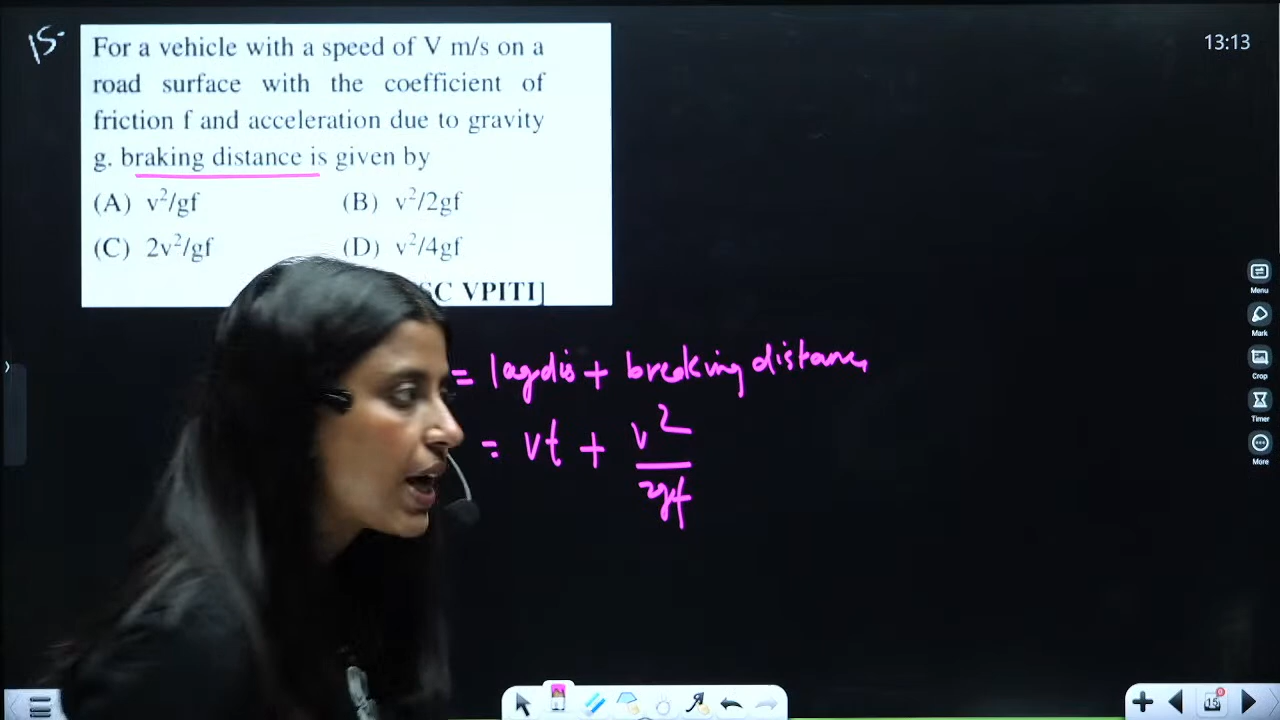 15-
13:13
For a vehicle with a speed of V m/s on a
road surface with the coefficient of
friction f and acceleration due to gravity
g. braking distance is given by
(A) v²/gf (B) v²/2gf
(C) 2v²/gf (D) v²/4gf
SC VPITI]
= lagdis + breaking distance
= vt + v²/2gf
Menu
Mark
Crop
Timer
More
15